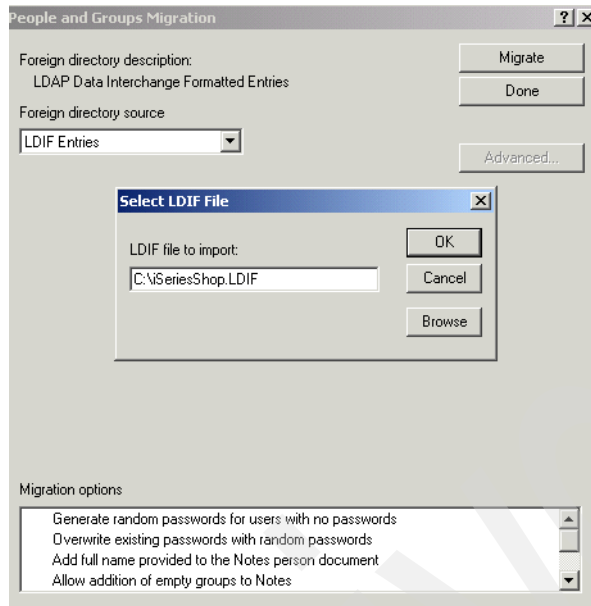 People and Groups Migration
Foreign directory description:
LDAP Data Interchange Formatted Entries
Migrate
Done
Foreign directory source
LDIF Entries
Advanced...
Select LDIF File
LDIF file to import:
C:\iSeriesShop.LDIF
OK
Cancel
Browse
Migration options
Generate random passwords for users with no passwords
Overwrite existing passwords with random passwords
Add full name provided to the Notes person document
Allow addition of empty groups to Notes